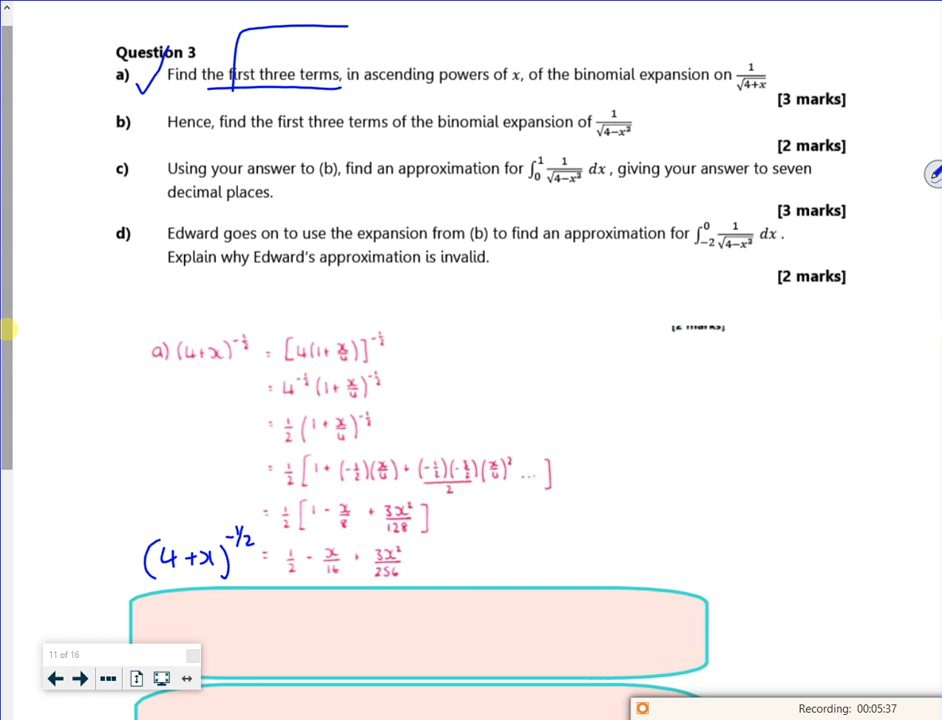 Question 3
a) Find the first three terms, in ascending powers of x, of the binomial expansion on 1/√(4+x)
[3 marks]
b) Hence, find the first three terms of the binomial expansion of 1/√(4−x³)
[2 marks]
c) Using your answer to (b), find an approximation for ∫₀¹ 1/√(4−x³) dx , giving your answer to seven
decimal places.
[3 marks]
d) Edward goes on to use the expansion from (b) to find an approximation for ∫₋₂⁰ 1/√(4−x³) dx .
Explain why Edward's approximation is invalid.
[2 marks]
[2 marks]
a) (4+x)^(-1/2) = [4(1+x/4)]^(-1/2)
= 4^(-1/2) (1+x/4)^(-1/2)
= 1/2 (1+x/4)^(-1/2)
= 1/2 [1 + (-1/2)(x/4) + (-1/2)(-3/2)/2 (x/4)² ...]
= 1/2 [1 - x/8 + 3x²/128]
(4+x)^(-1/2) = 1/2 - x/16 + 3x²/256
11 of 16
Recording: 00:05:37